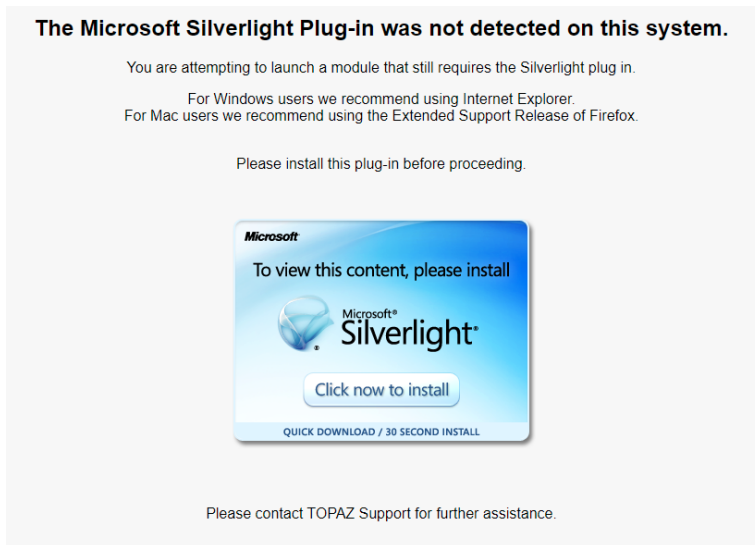 The Microsoft Silverlight Plug-in was not detected on this system.
You are attempting to launch a module that still requires the Silverlight plug in.
For Windows users we recommend using Internet Explorer.
For Mac users we recommend using the Extended Support Release of Firefox.
Please install this plug-in before proceeding.
Microsoft
To view this content, please install
Microsoft®
Silverlight®
®
Click now to install
QUICK DOWNLOAD / 30 SECOND INSTALL
Please contact TOPAZ Support for further assistance.